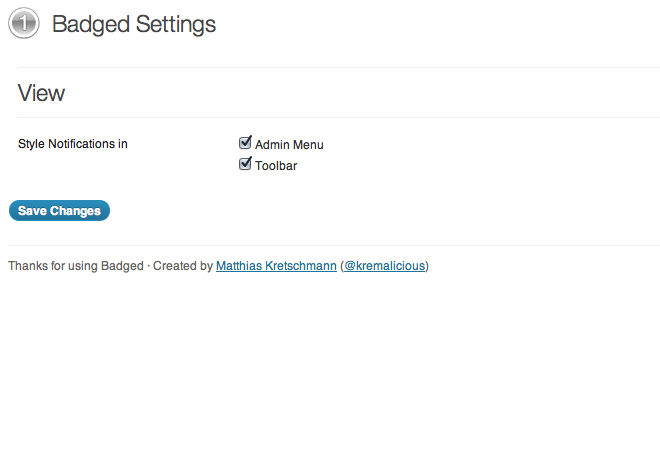 1 Badged Settings
View
Style Notifications in
Admin Menu
Toolbar
Save Changes
Thanks for using Badged · Created by Matthias Kretschmann (@kremalicious)